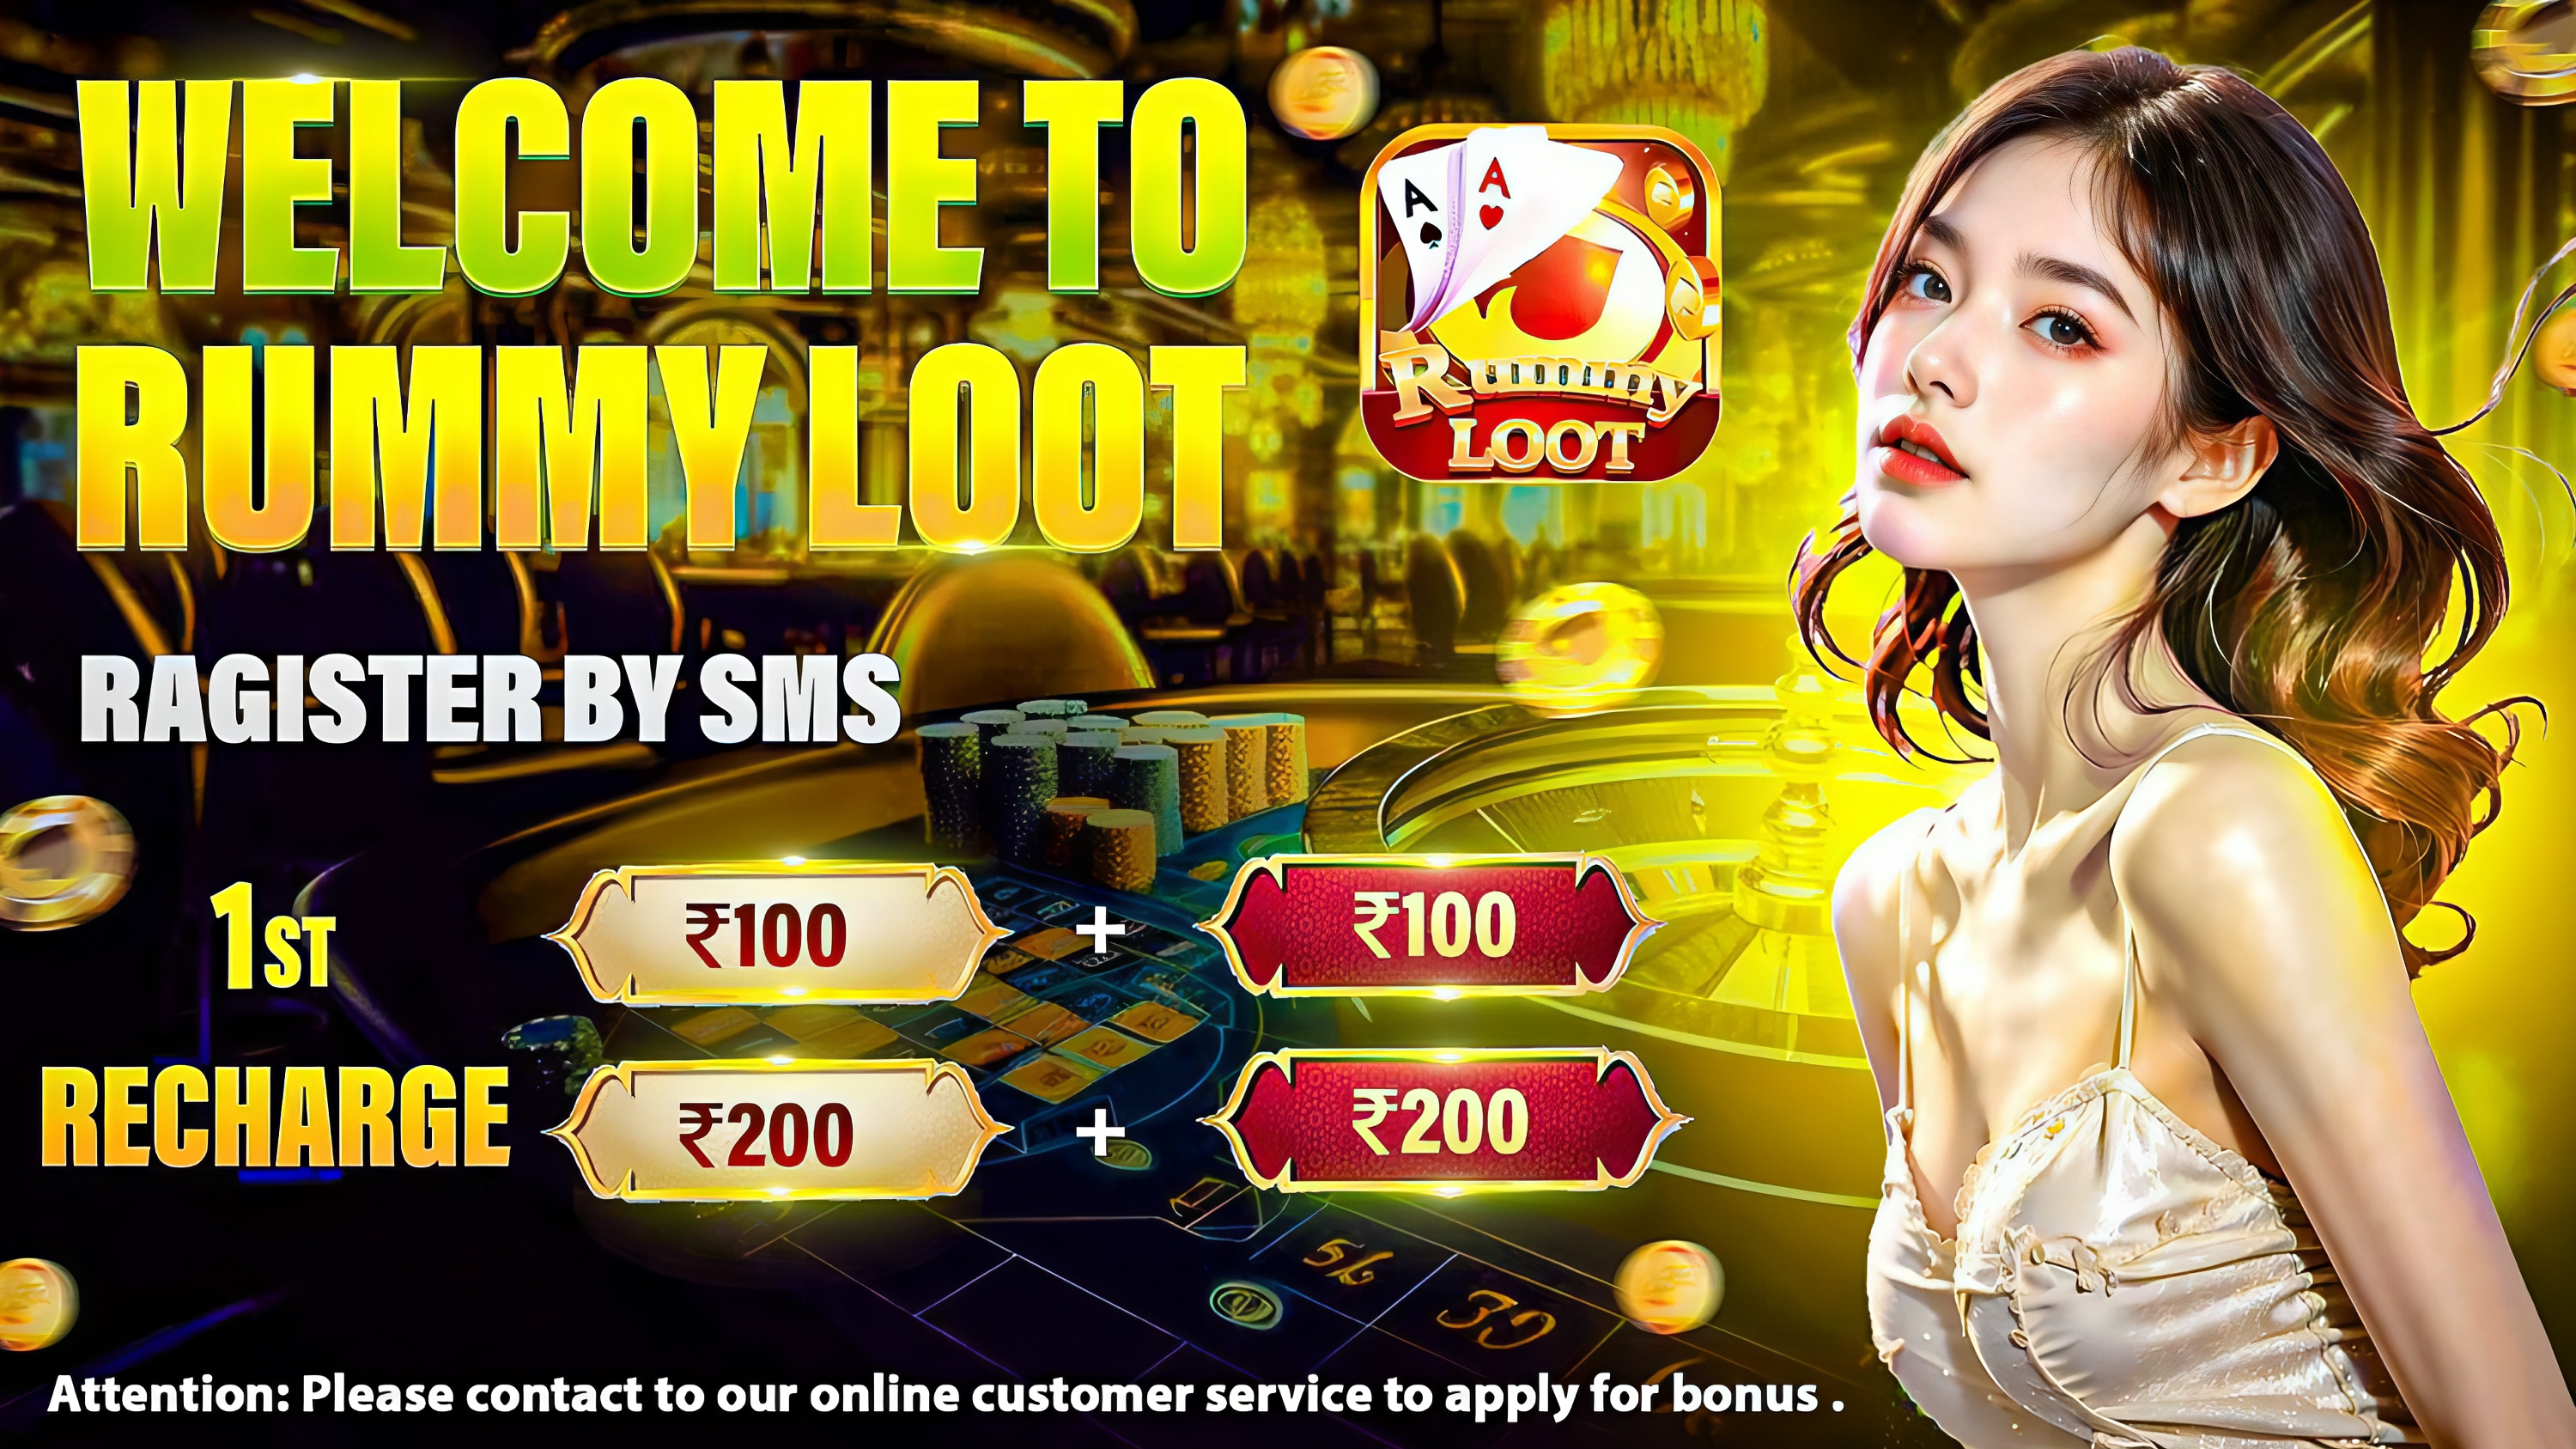 WELCOME TO
RUMMY LOOT
A A
Rummy
LOOT
RAGISTER BY SMS
1ST
RECHARGE
₹100 + ₹100
₹200 + ₹200
39
Attention: Please contact to our online customer service to apply for bonus .